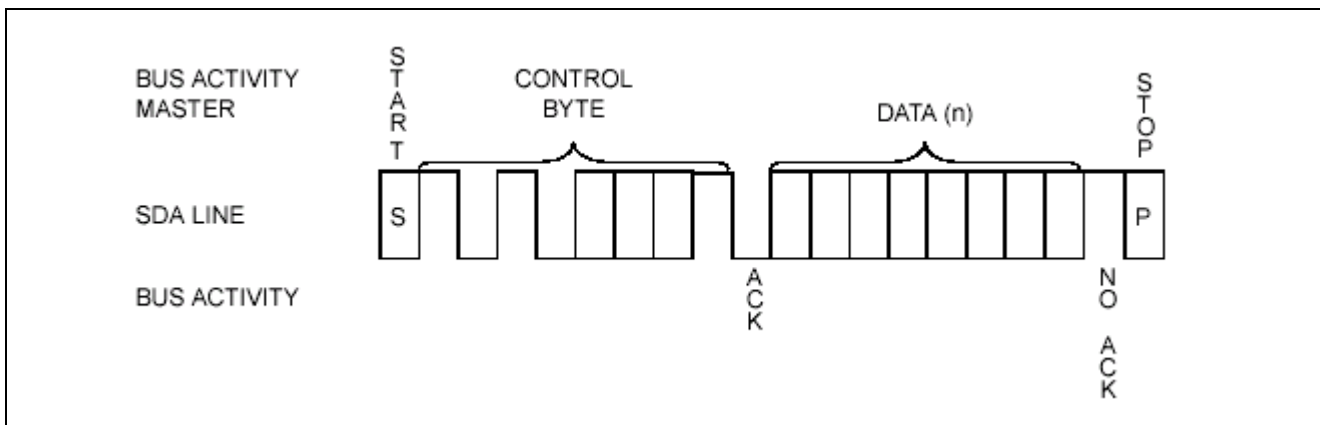 BUS ACTIVITY
MASTER
START
CONTROL
BYTE
DATA (n)
STOP
SDA LINE
S
P
BUS ACTIVITY
ACK
NO ACK